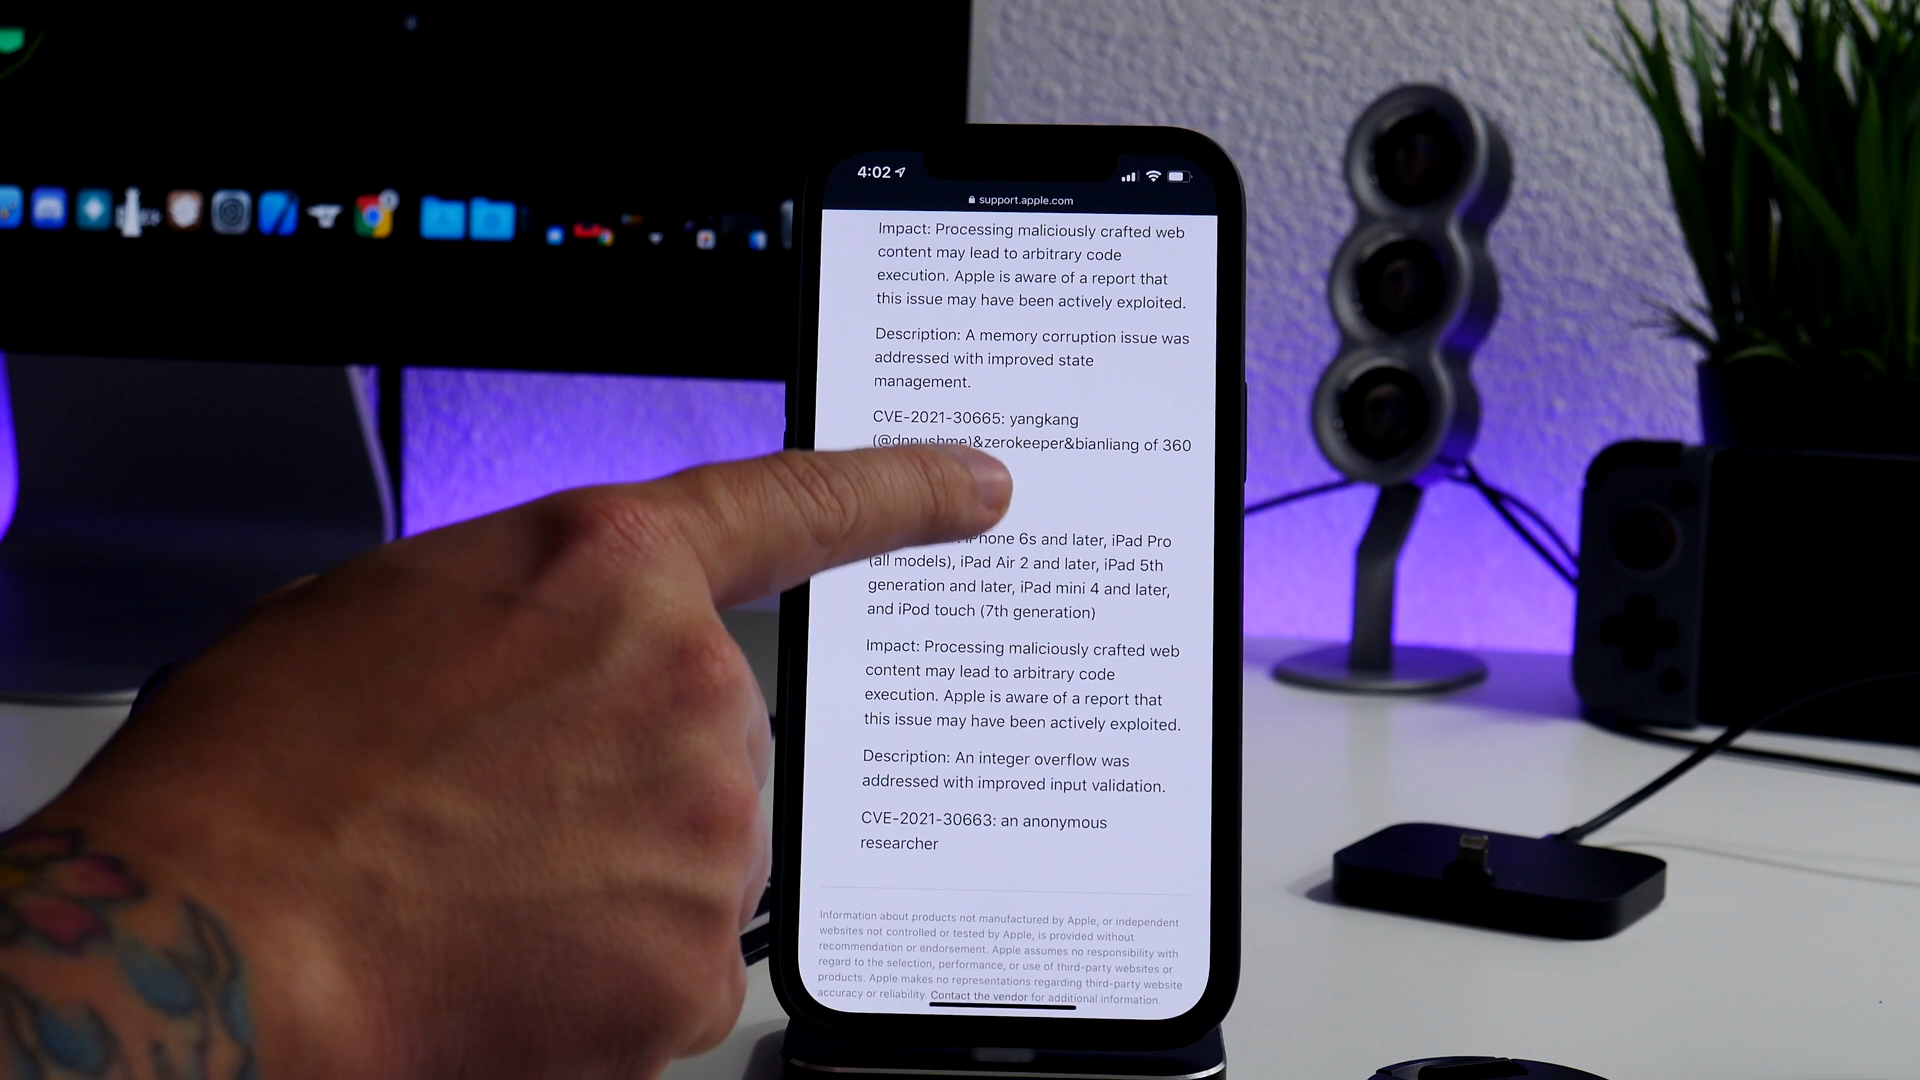 4:02
support.apple.com
Impact: Processing maliciously crafted web
content may lead to arbitrary code
execution. Apple is aware of a report that
this issue may have been actively exploited.
Description: A memory corruption issue was
addressed with improved state
management.
CVE-2021-30665: yangkang
(@dnpushme)&zerokeeper&bianliang of 360
iPhone 6s and later, iPad Pro
(all models), iPad Air 2 and later, iPad 5th
generation and later, iPad mini 4 and later,
and iPod touch (7th generation)
Impact: Processing maliciously crafted web
content may lead to arbitrary code
execution. Apple is aware of a report that
this issue may have been actively exploited.
Description: An integer overflow was
addressed with improved input validation.
CVE-2021-30663: an anonymous
researcher
Information about products not manufactured by Apple, or independent
websites not controlled or tested by Apple, is provided without
recommendation or endorsement. Apple assumes no responsibility with
regard to the selection, performance, or use of third-party websites or
products. Apple makes no representations regarding third-party website
accuracy or reliability. Contact the vendor for additional information.